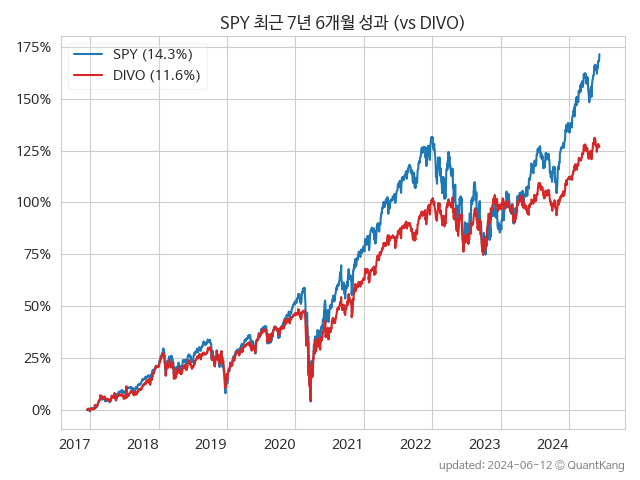 SPY 최근 7년 6개월 성과 (vs DIVO)
175%
150%
125%
100%
75%
50%
25%
0%
SPY (14.3%)
DIVO (11.6%)
2017 2018 2019 2020 2021 2022 2023 2024
updated: 2024-06-12 © QuantKang